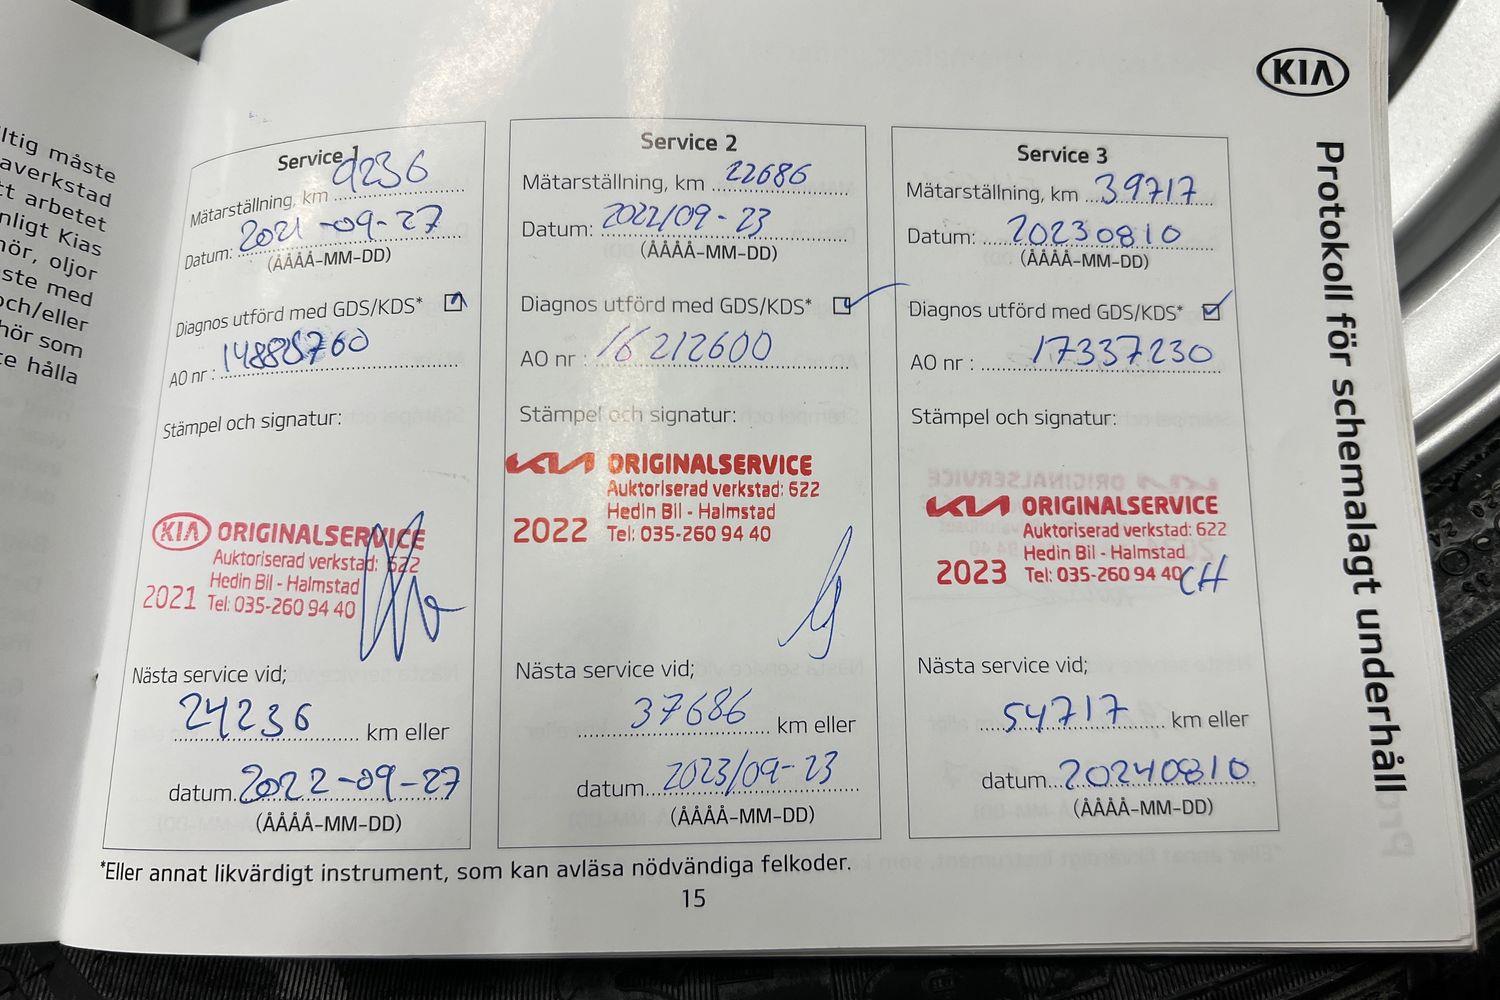 ltig måste
averkstad
tt arbetet
nligt Kias
hör, oljor
ste med
och/eller
hör som
te hålla
KIA
Protokoll för schemalagt underhåll
Service 1
Mätarställning, km 9236
Datum: 2021-09-27
(ÅÅÅÅ-MM-DD)
Diagnos utförd med GDS/KDS*
AO nr :
Stämpel och signatur:
KIA ORIGINALSERVICE
Auktoriserad verkstad: 622
Hedin Bil - Halmstad
2021 Tel: 035-260 94 40
Nästa service vid;
24236 km eller
datum. 2022-09-27
(ÅÅÅÅ-MM-DD)
Service 2
Mätarställning, km 22686
Datum: 2022/09-23
(ÅÅÅÅ-MM-DD)
Diagnos utförd med GDS/KDS*
AO nr : 16212600
Stämpel och signatur:
KIA ORIGINALSERVICE
Auktoriserad verkstad: 622
Hedin Bil - Halmstad
2022 Tel: 035-260 94 40
Nästa service vid;
37686 km eller
datum 2023/09-23
(ÅÅÅÅ-MM-DD)
Service 3
Mätarställning, km 39717
Datum: 20230810
(ÅÅÅÅ-MM-DD)
Diagnos utförd med GDS/KDS*
AO nr : 17337230
Stämpel och signatur:
KIA ORIGINALSERVICE
Auktoriserad verkstad: 622
Hedin Bil - Halmstad
2023 Tel: 035-260 94 40 CH
Nästa service vid;
54717 km eller
datum 20240810
(ÅÅÅÅ-MM-DD)
*Eller annat likvärdigt instrument, som kan avläsa nödvändiga felkoder.
15